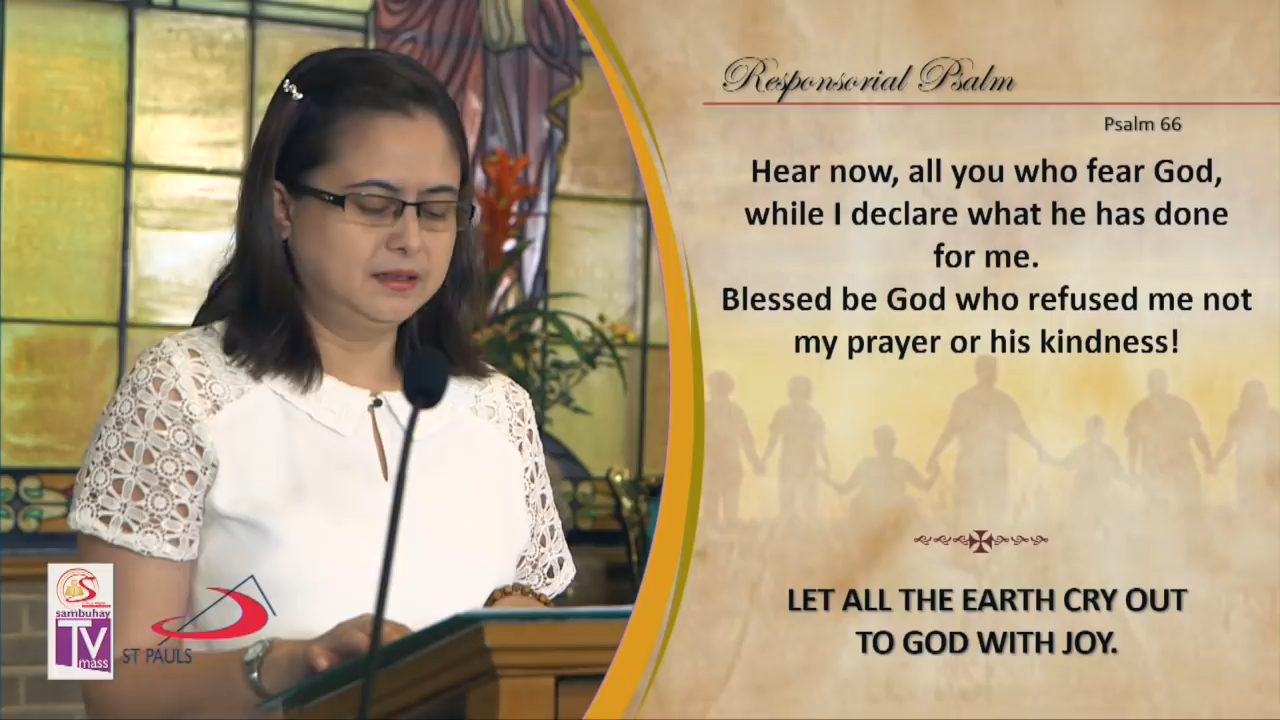 Responsorial Psalm
Psalm 66
Hear now, all you who fear God,
while I declare what he has done
for me.
Blessed be God who refused me not
my prayer or his kindness!
LET ALL THE EARTH CRY OUT
TO GOD WITH JOY.
sambuhay
TV
mass
ST PAULS